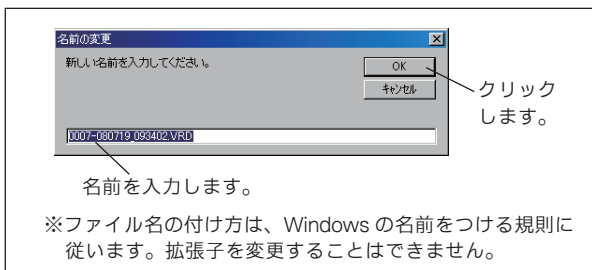 名前の変更
新しい名前を入力してください。
OK
キャンセル
クリック
します。
0007-080719_093402.VRD
名前を入力します。
※ファイル名の付け方は、Windows の名前をつける規則に
従います。拡張子を変更することはできません。